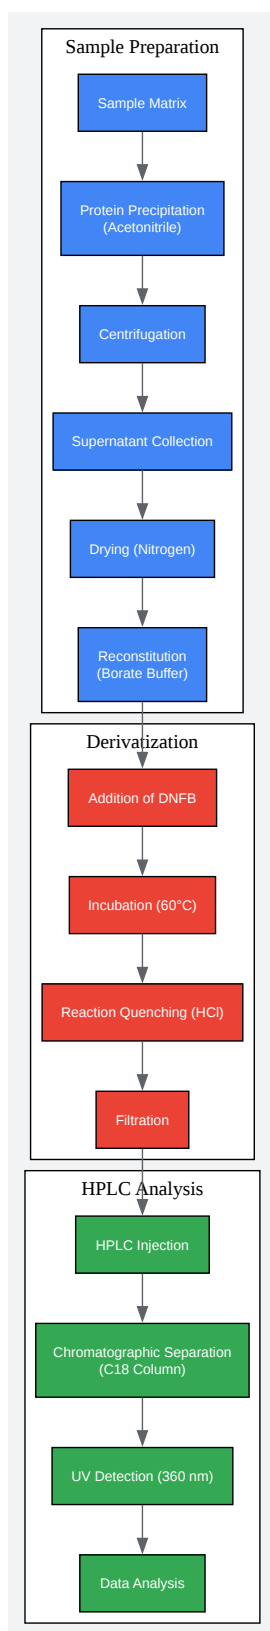 Sample Preparation
Sample Matrix
Protein Precipitation
(Acetonitrile)
Centrifugation
Supernatant Collection
Drying (Nitrogen)
Reconstitution
(Borate Buffer)
Derivatization
Addition of DNFB
Incubation (60°C)
Reaction Quenching (HCl)
Filtration
HPLC Analysis
HPLC Injection
Chromatographic Separation
(C18 Column)
UV Detection (360 nm)
Data Analysis